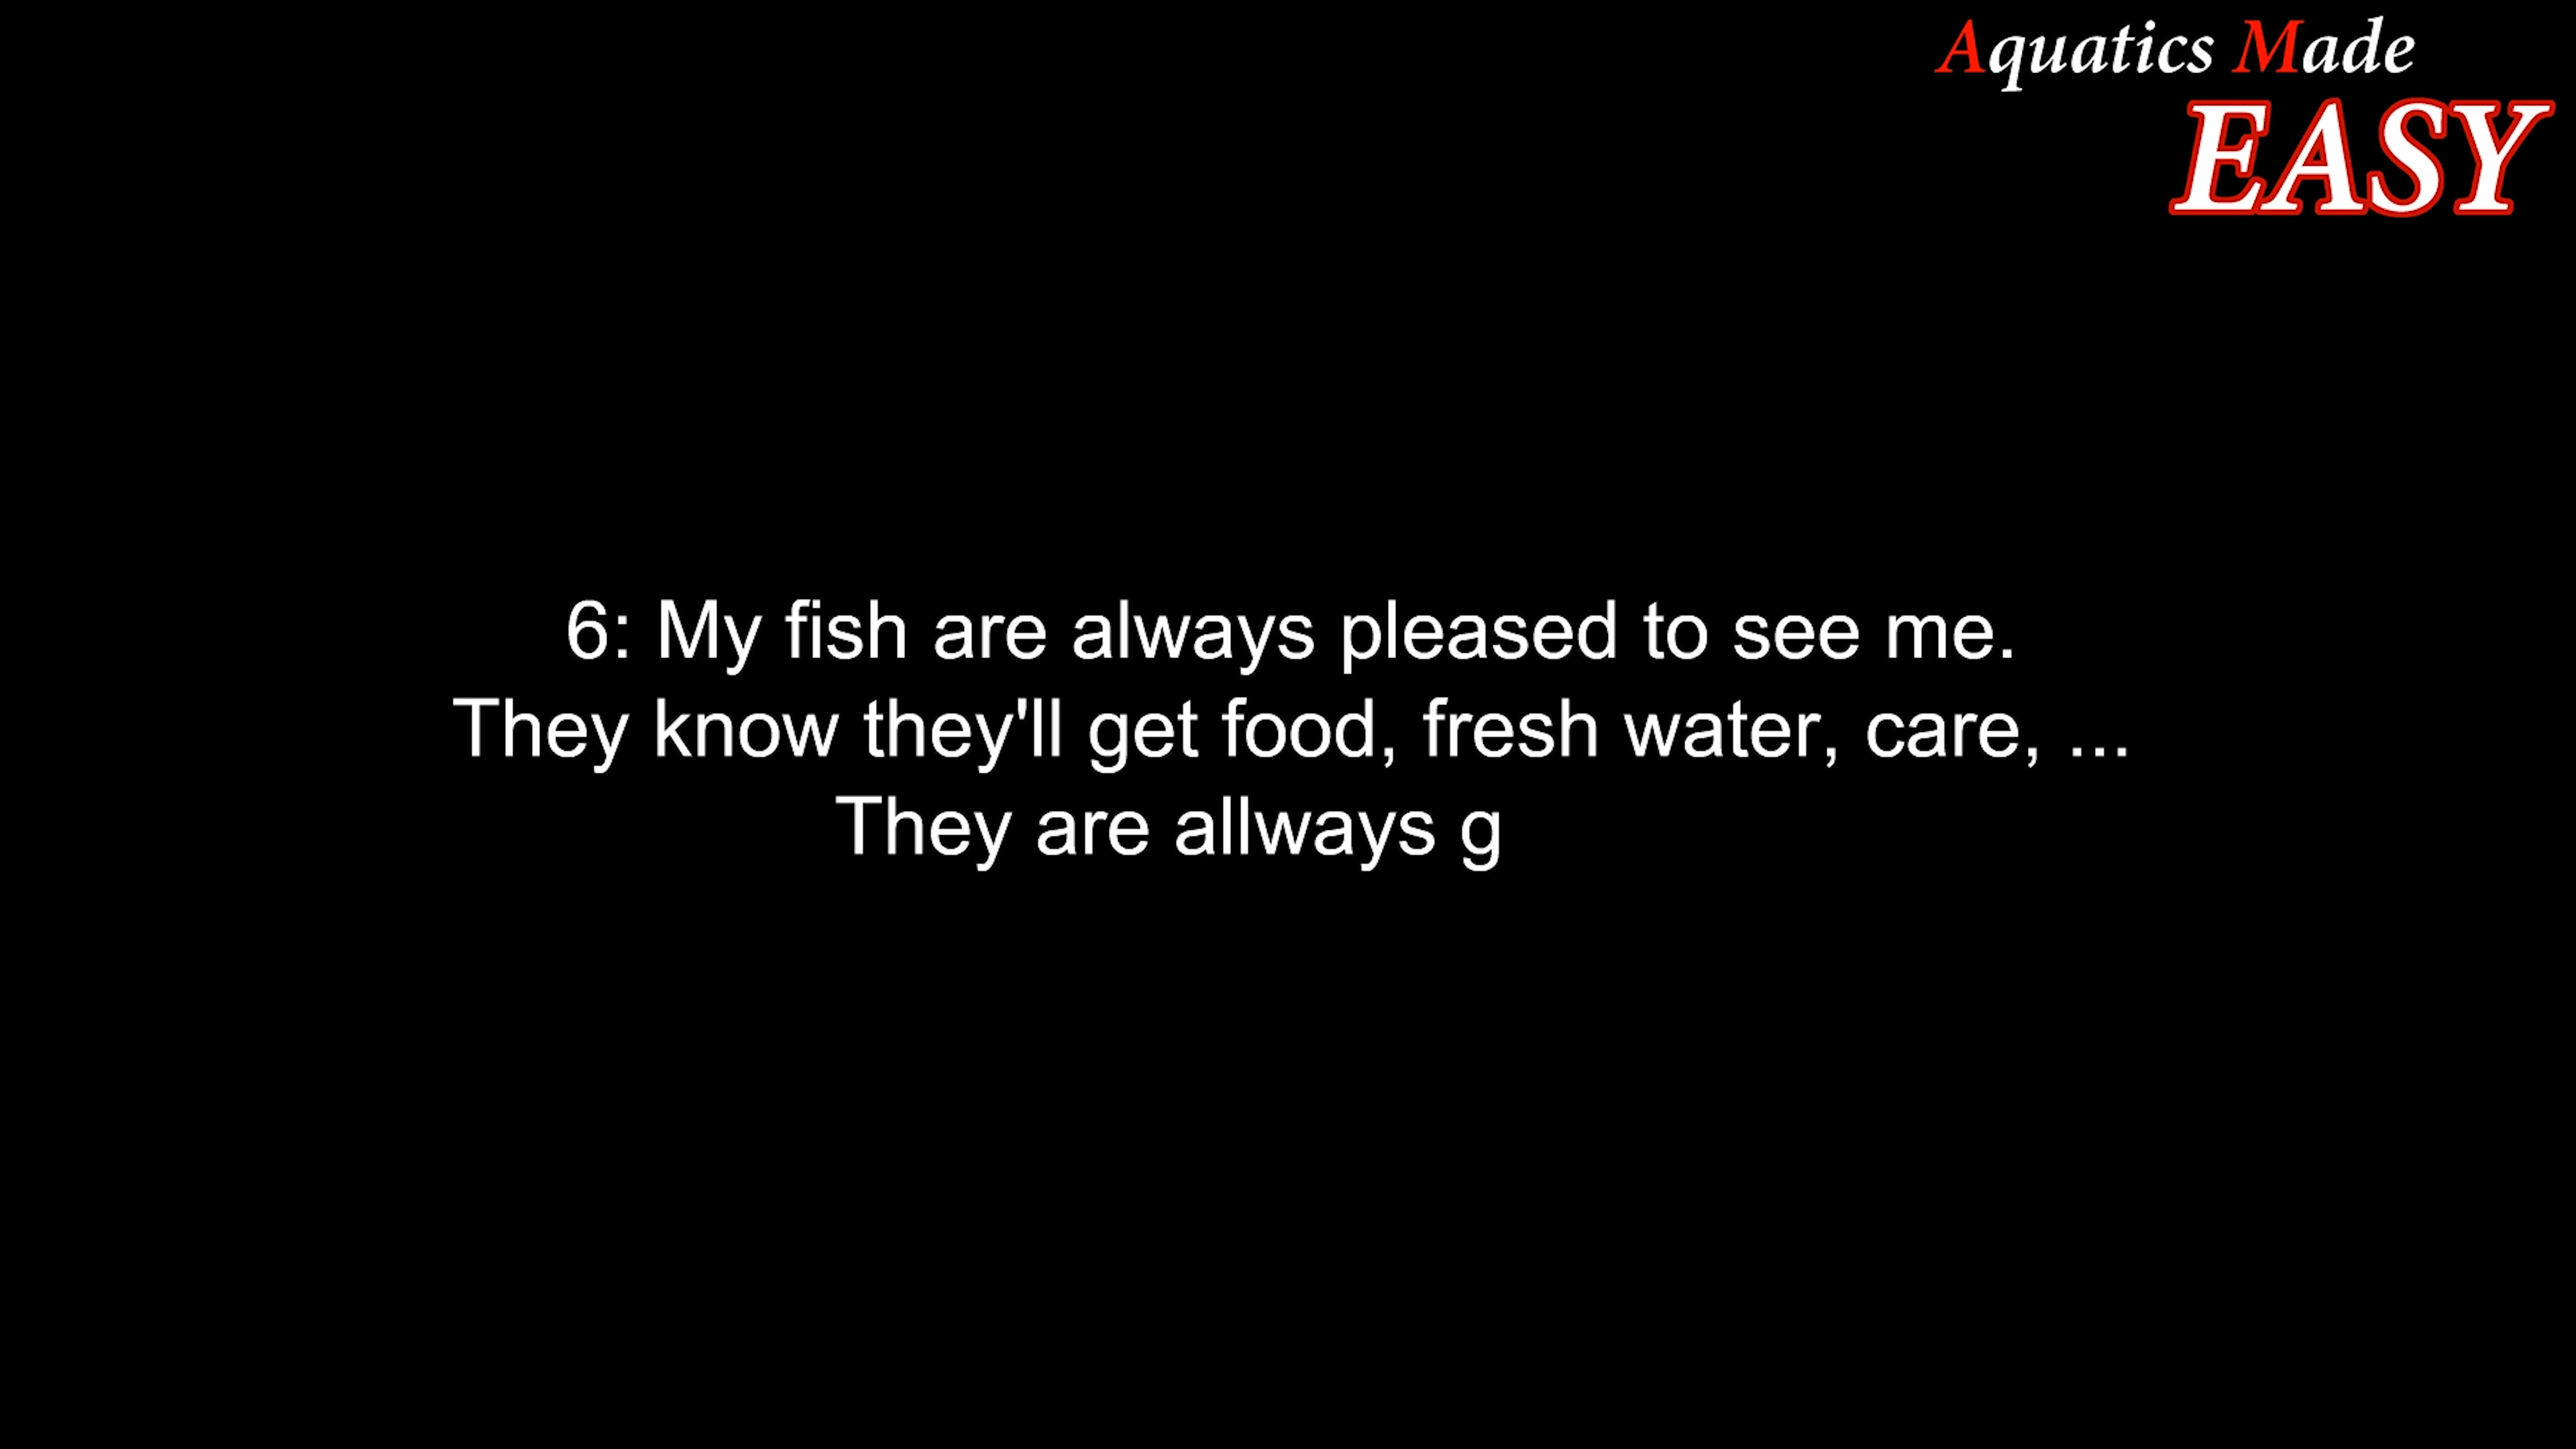 Aquatics Made
EASY
6: My fish are always pleased to see me.
They know they'll get food, fresh water, care, ...
They are allways g